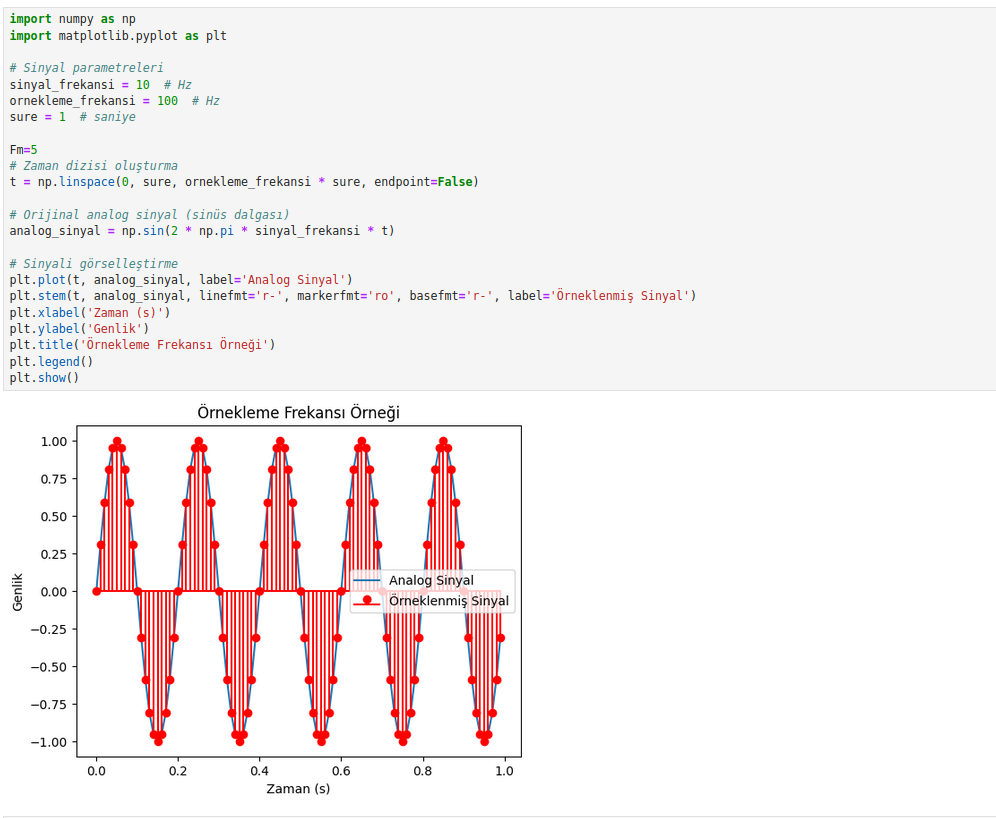 import numpy as np
import matplotlib.pyplot as plt
# Sinyal parametreleri
sinyal_frekansi = 10  # Hz
ornekleme_frekansi = 100  # Hz
sure = 1  # saniye
Fm=5
# Zaman dizisi oluşturma
t = np.linspace(0, sure, ornekleme_frekansi * sure, endpoint=False)
# Orijinal analog sinyal (sinüs dalgası)
analog_sinyal = np.sin(2 * np.pi * sinyal_frekansi * t)
# Sinyali görselleştirme
plt.plot(t, analog_sinyal, label='Analog Sinyal')
plt.stem(t, analog_sinyal, linefmt='r-', markerfmt='ro', basefmt='r-', label='Örneklenmiş Sinyal')
plt.xlabel('Zaman (s)')
plt.ylabel('Genlik')
plt.title('Örnekleme Frekansı Örneği')
plt.legend()
plt.show()
Örnekleme Frekansı Örneği
1.00
0.75
0.50
0.25
0.00
−0.25
−0.50
−0.75
−1.00
Genlik
Analog Sinyal
Örneklenmiş Sinyal
0.0 0.2 0.4 0.6 0.8 1.0
Zaman (s)